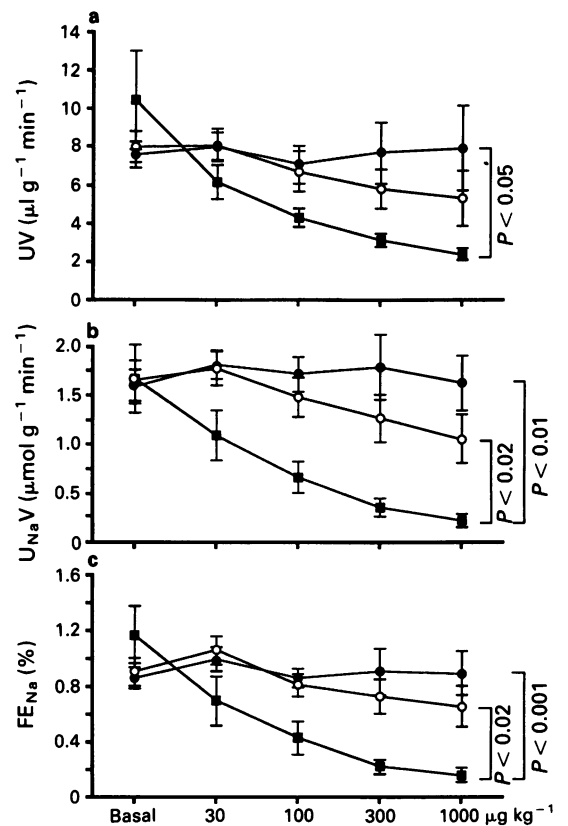 a
14
12
10
8
6
4
2
0
UV (μl g⁻¹ min⁻¹)
P < 0.05
b
2.0
1.5
1.0
0.5
0
U_Na V (μmol g⁻¹ min⁻¹)
P < 0.02
P < 0.01
c
1.6
1.2
0.8
0.4
0
FE_Na (%)
P < 0.02
P < 0.001
Basal 30 100 300 1000 μg kg⁻¹